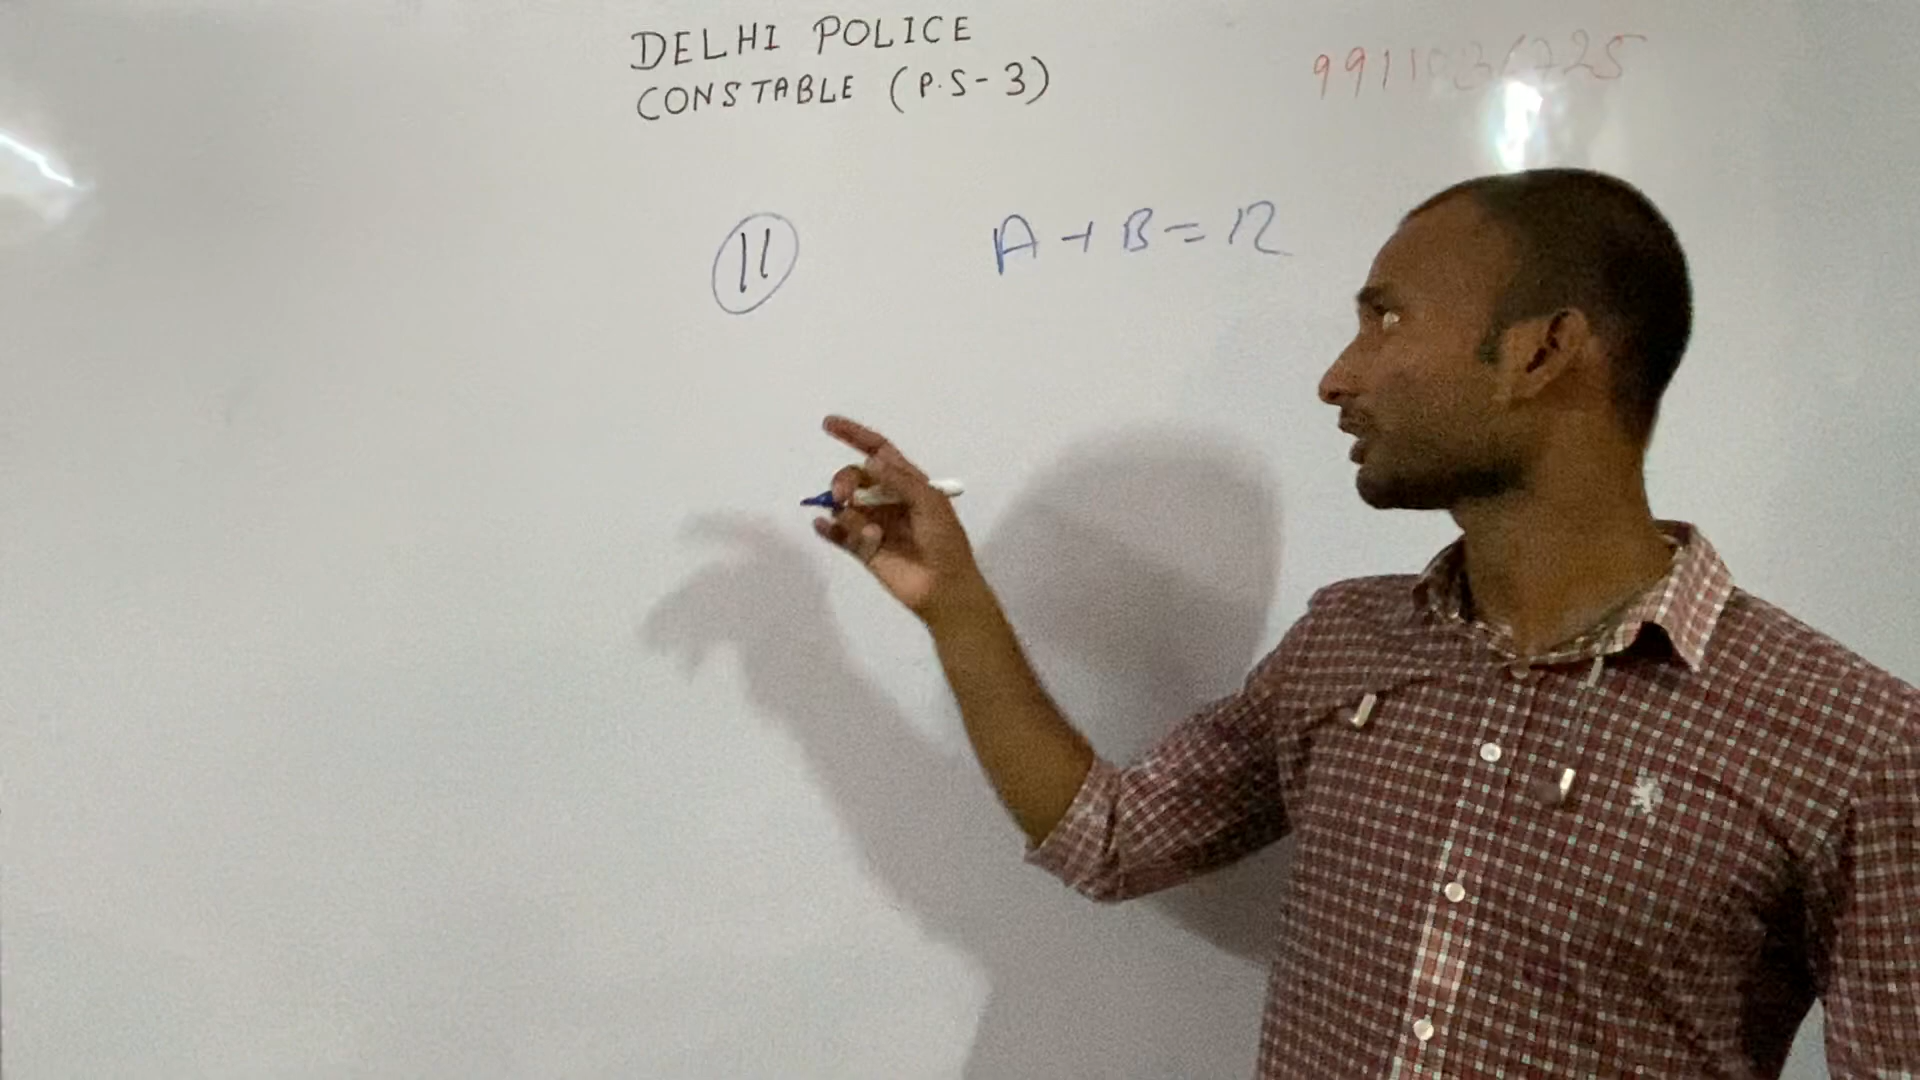 DELHI POLICE
CONSTABLE (P.S-3)
11
A + B = 12